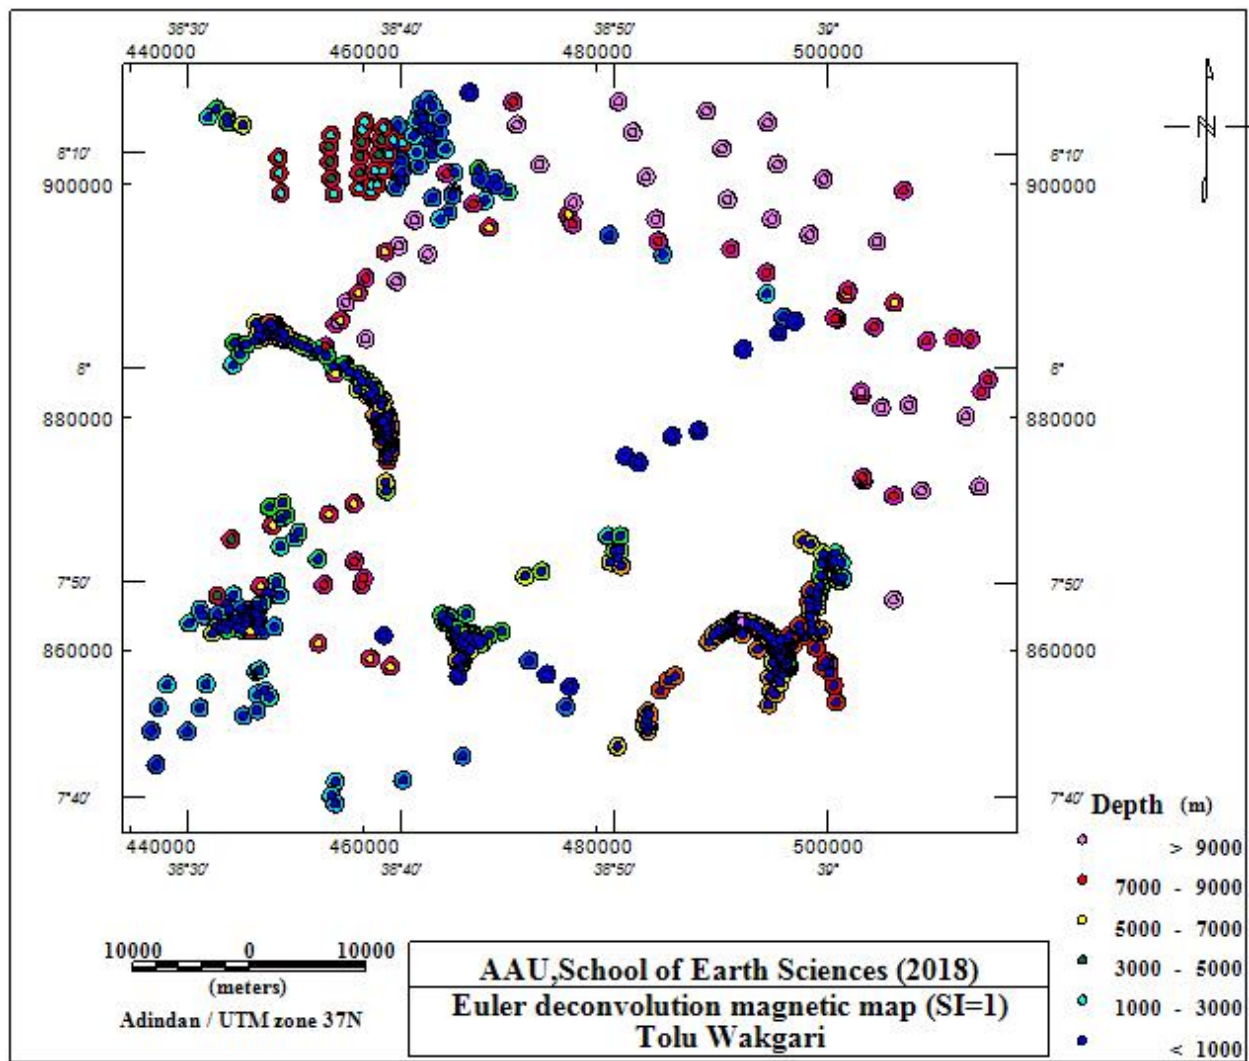 38°30' 38°40' 38°50' 39°
440000 460000 480000 500000
8°10' 8°10'
900000 900000
N
8° 8°
880000 880000
7°50' 7°50'
860000 860000
7°40' 7°40'
440000 460000 480000 500000
38°30' 38°40' 38°50' 39°
Depth (m)
> 9000
7000 - 9000
5000 - 7000
3000 - 5000
1000 - 3000
< 1000
10000 0 10000
(meters)
Adindan / UTM zone 37N
AAU,School of Earth Sciences (2018)
Euler deconvolution magnetic map (SI=1)
Tolu Wakgari